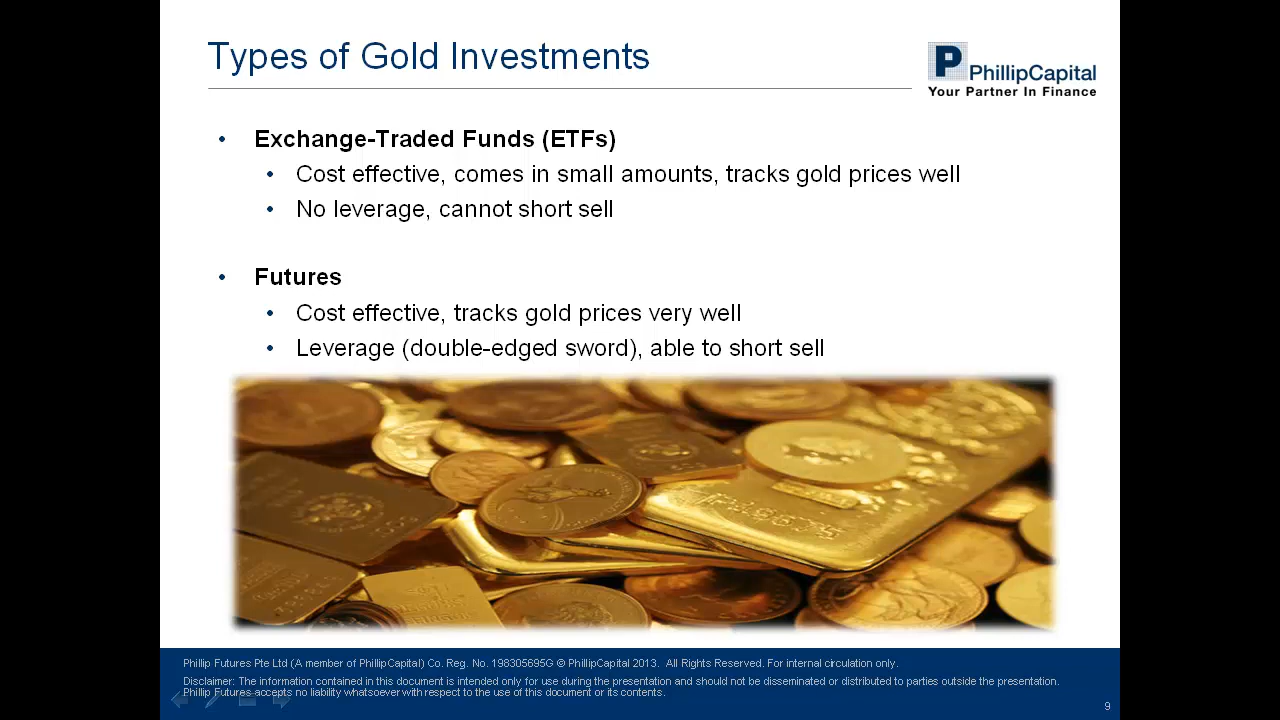 Types of Gold Investments
P
PhillipCapital
Your Partner In Finance
• Exchange-Traded Funds (ETFs)
• Cost effective, comes in small amounts, tracks gold prices well
• No leverage, cannot short sell
• Futures
• Cost effective, tracks gold prices very well
• Leverage (double-edged sword), able to short sell
Phillip Futures Pte Ltd (A member of PhillipCapital) Co. Reg. No. 198305695G © PhillipCapital 2013. All Rights Reserved. For internal circulation only.
Disclaimer: The information contained in this document is intended only for use during the presentation and should not be disseminated or distributed to parties outside the presentation.
Phillip Futures accepts no liability whatsoever with respect to the use of this document or its contents.
9